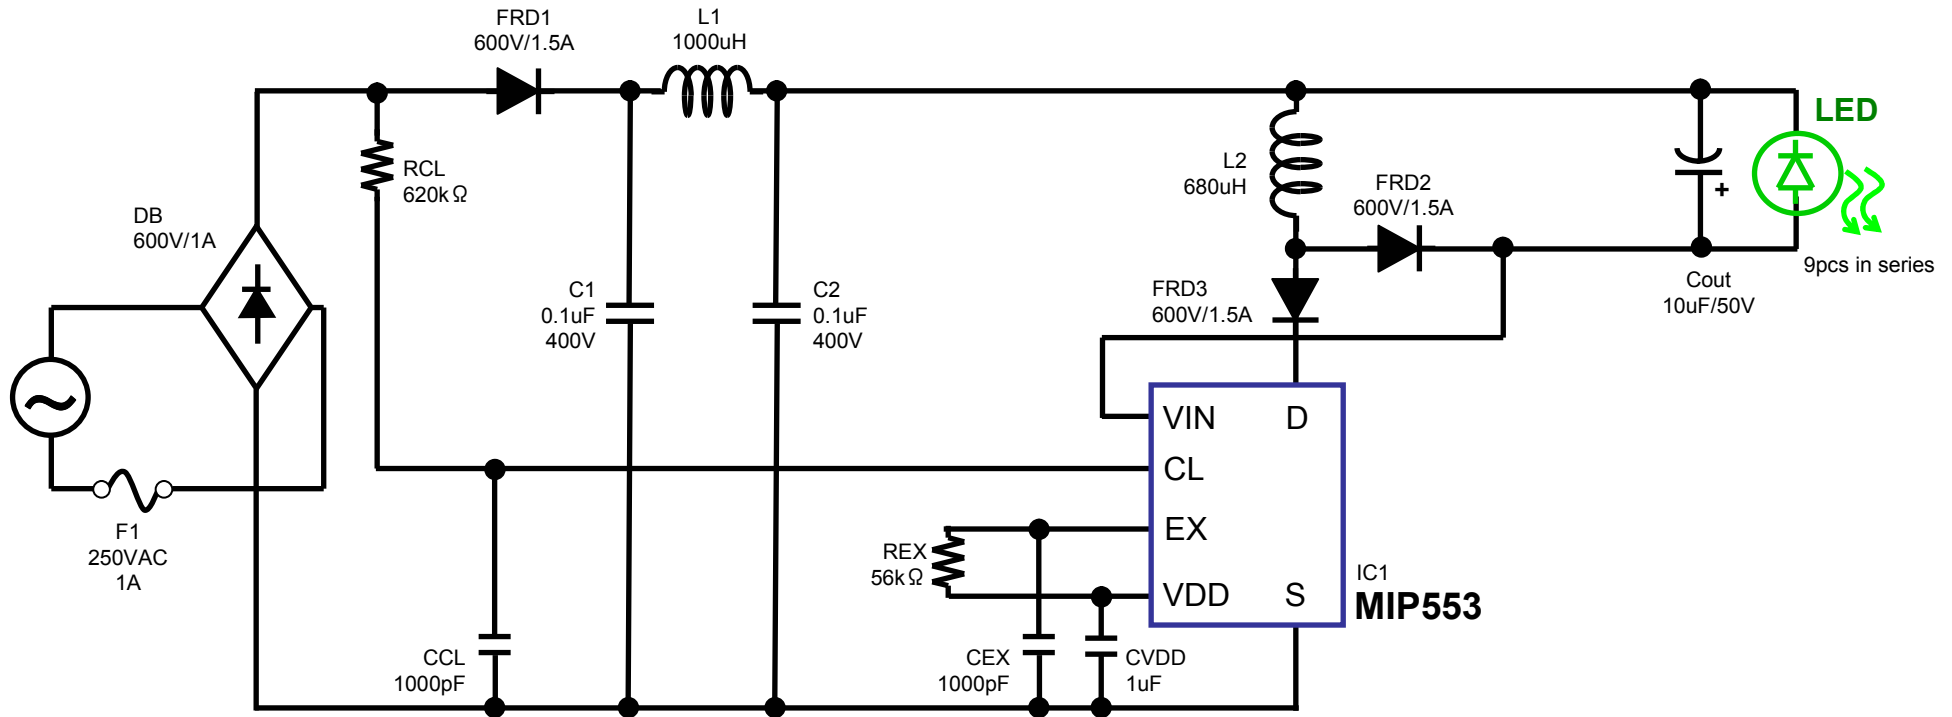 FRD1
600V/1.5A
L1
1000uH
LED
RCL
620kΩ
L2
680uH
FRD2
600V/1.5A
+
DB
600V/1A
9pcs in series
Cout
10uF/50V
C1
0.1uF
400V
C2
0.1uF
400V
FRD3
600V/1.5A
VIN
D
CL
EX
VDD
S
F1
250VAC
1A
REX
56kΩ
IC1
MIP553
CCL
1000pF
CEX
1000pF
CVDD
1uF